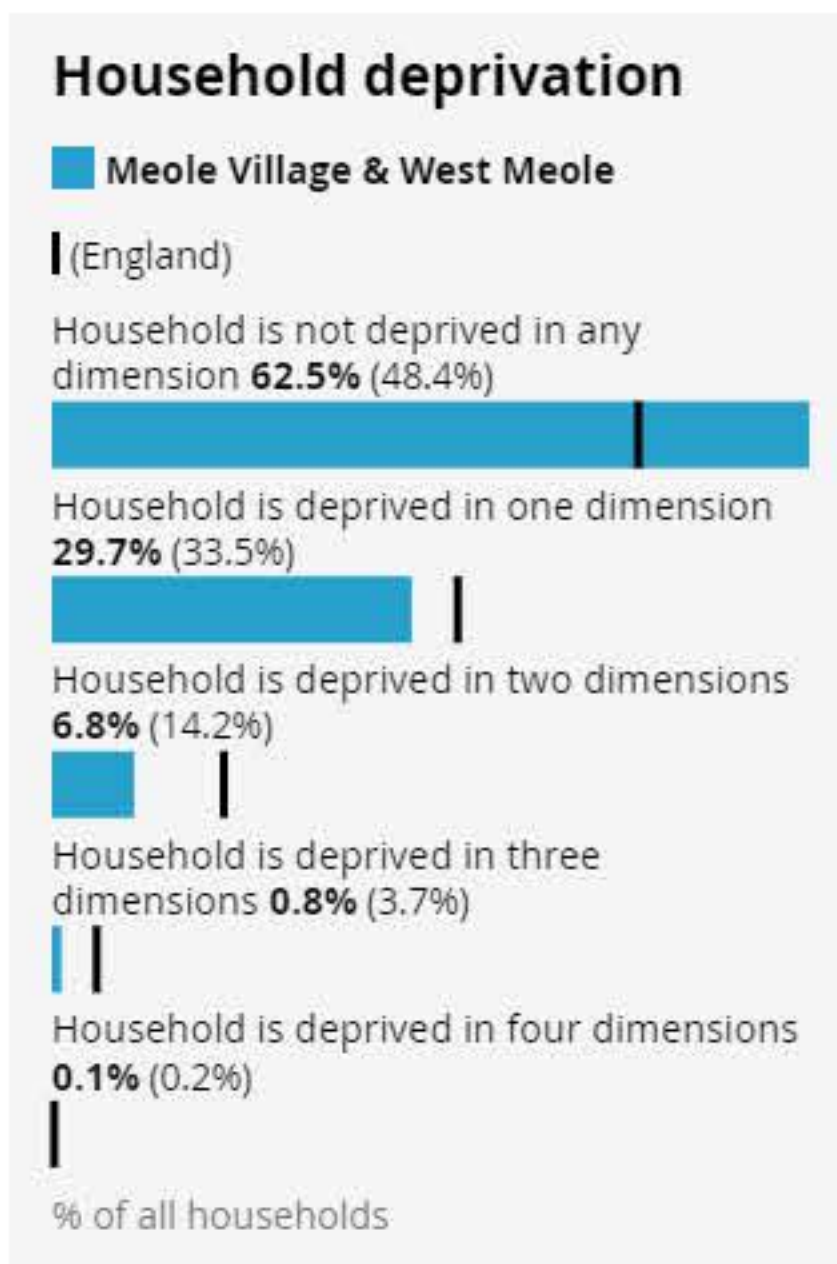 Household deprivation
Meole Village & West Meole
(England)
Household is not deprived in any
dimension 62.5% (48.4%)
Household is deprived in one dimension
29.7% (33.5%)
Household is deprived in two dimensions
6.8% (14.2%)
Household is deprived in three
dimensions 0.8% (3.7%)
Household is deprived in four dimensions
0.1% (0.2%)
% of all households